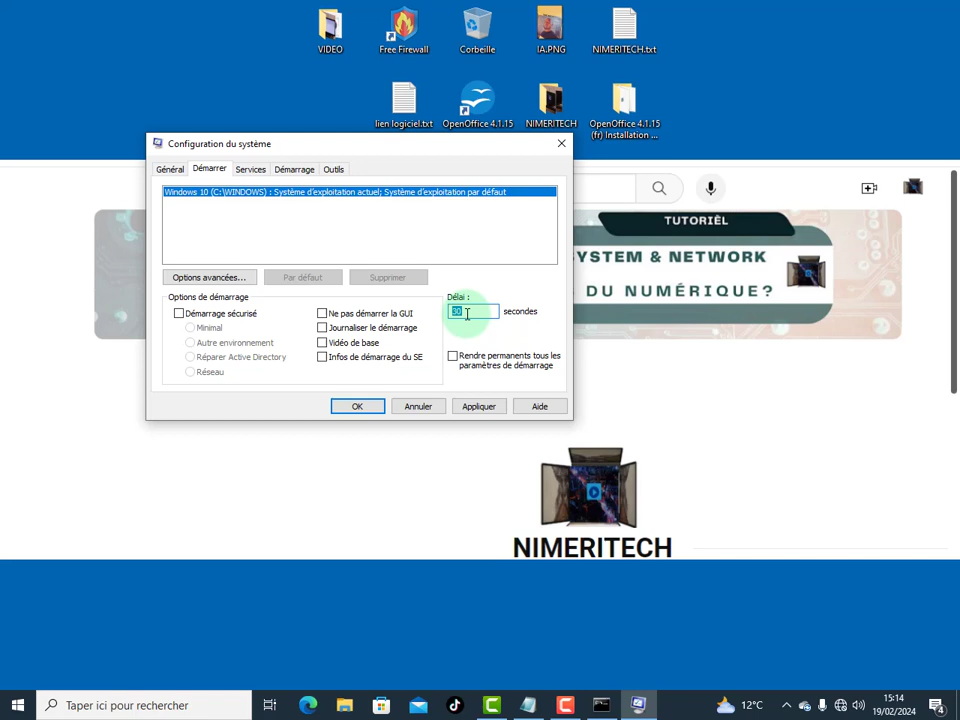 VIDEO
Free Firewall
Corbeille
IA.PNG
NIMERITECH.txt
lien logiciel.txt
OpenOffice 4.1.15
NIMERITECH
OpenOffice 4.1.15
(fr) Installation ...
Configuration du système
Général
Démarrer
Services
Démarrage
Outils
Windows 10 (C:\WINDOWS) : Système d'exploitation actuel; Système d'exploitation par défaut
TUTORIÈL
SYSTEM & NETWORK
DU NUMÉRIQUE?
Options avancées...
Par défaut
Supprimer
Options de démarrage
Démarrage sécurisé
Minimal
Autre environnement
Réparer Active Directory
Réseau
Ne pas démarrer la GUI
Journaliser le démarrage
Vidéo de base
Infos de démarrage du SE
Délai :
30
secondes
Rendre permanents tous les
paramètres de démarrage
OK
Annuler
Appliquer
Aide
NIMERITECH
Taper ici pour rechercher
12°C
15:14
19/02/2024
4